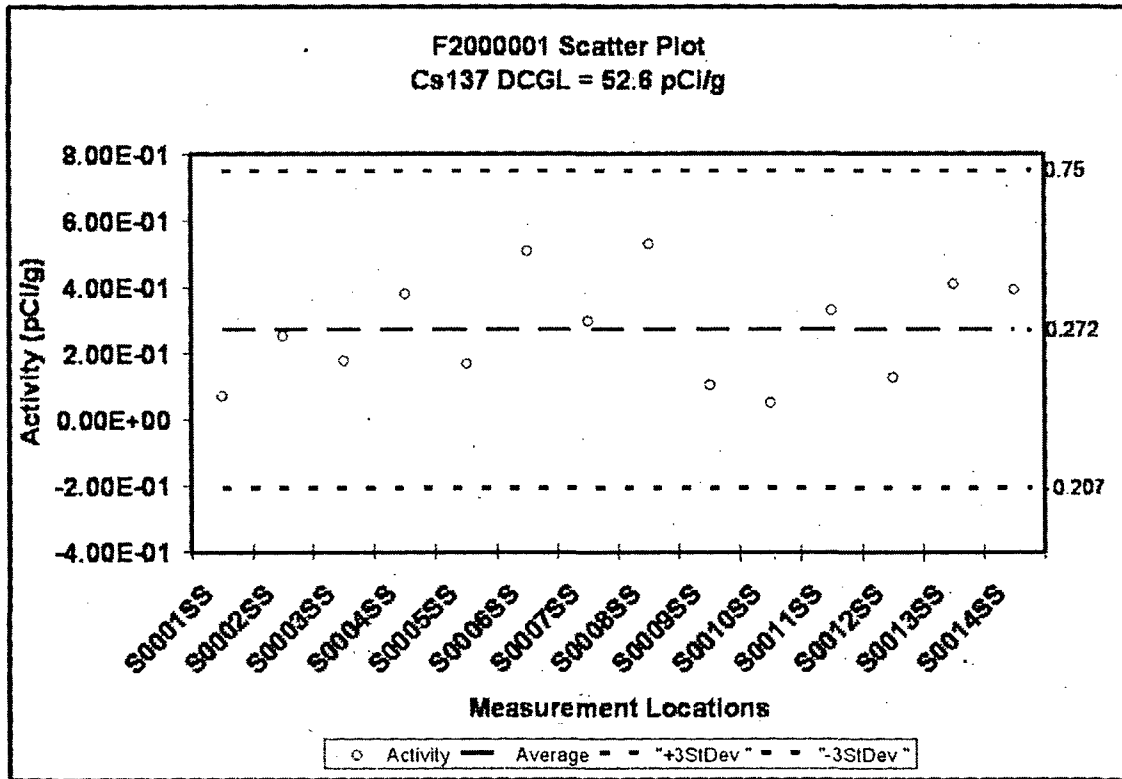 F2000001 Scatter Plot
Cs137 DCGL = 52.6 pCi/g
Activity (pCi/g)
8.00E-01
6.00E-01
4.00E-01
2.00E-01
0.00E+00
-2.00E-01
-4.00E-01
0.75
0.272
-0.207
S0001SS
S0002SS
S0003SS
S0004SS
S0005SS
S0006SS
S0007SS
S0008SS
S0009SS
S0010SS
S0011SS
S0012SS
S0013SS
S0014SS
Measurement Locations
Activity Average "+3StDev" "-3StDev"